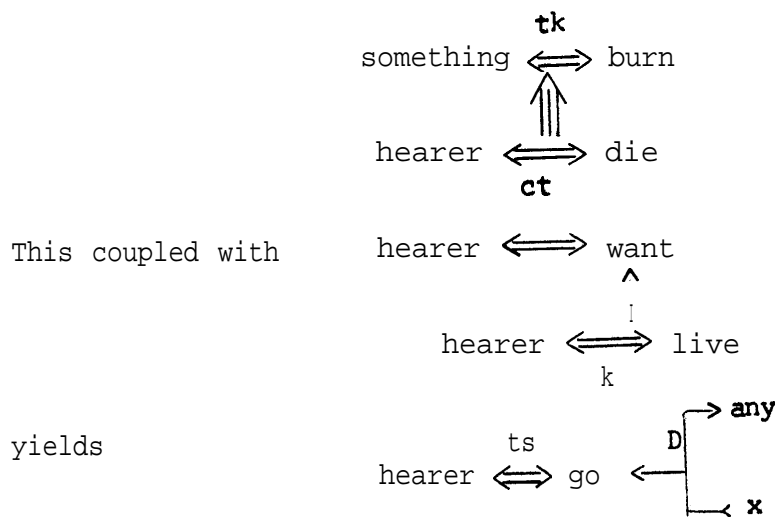 tk
something ⇔ burn
hearer ⇔ die
ct
This coupled with hearer ⇔ want
hearer ⇔ live
k
any
yields ts D
hearer ⇔ go
x